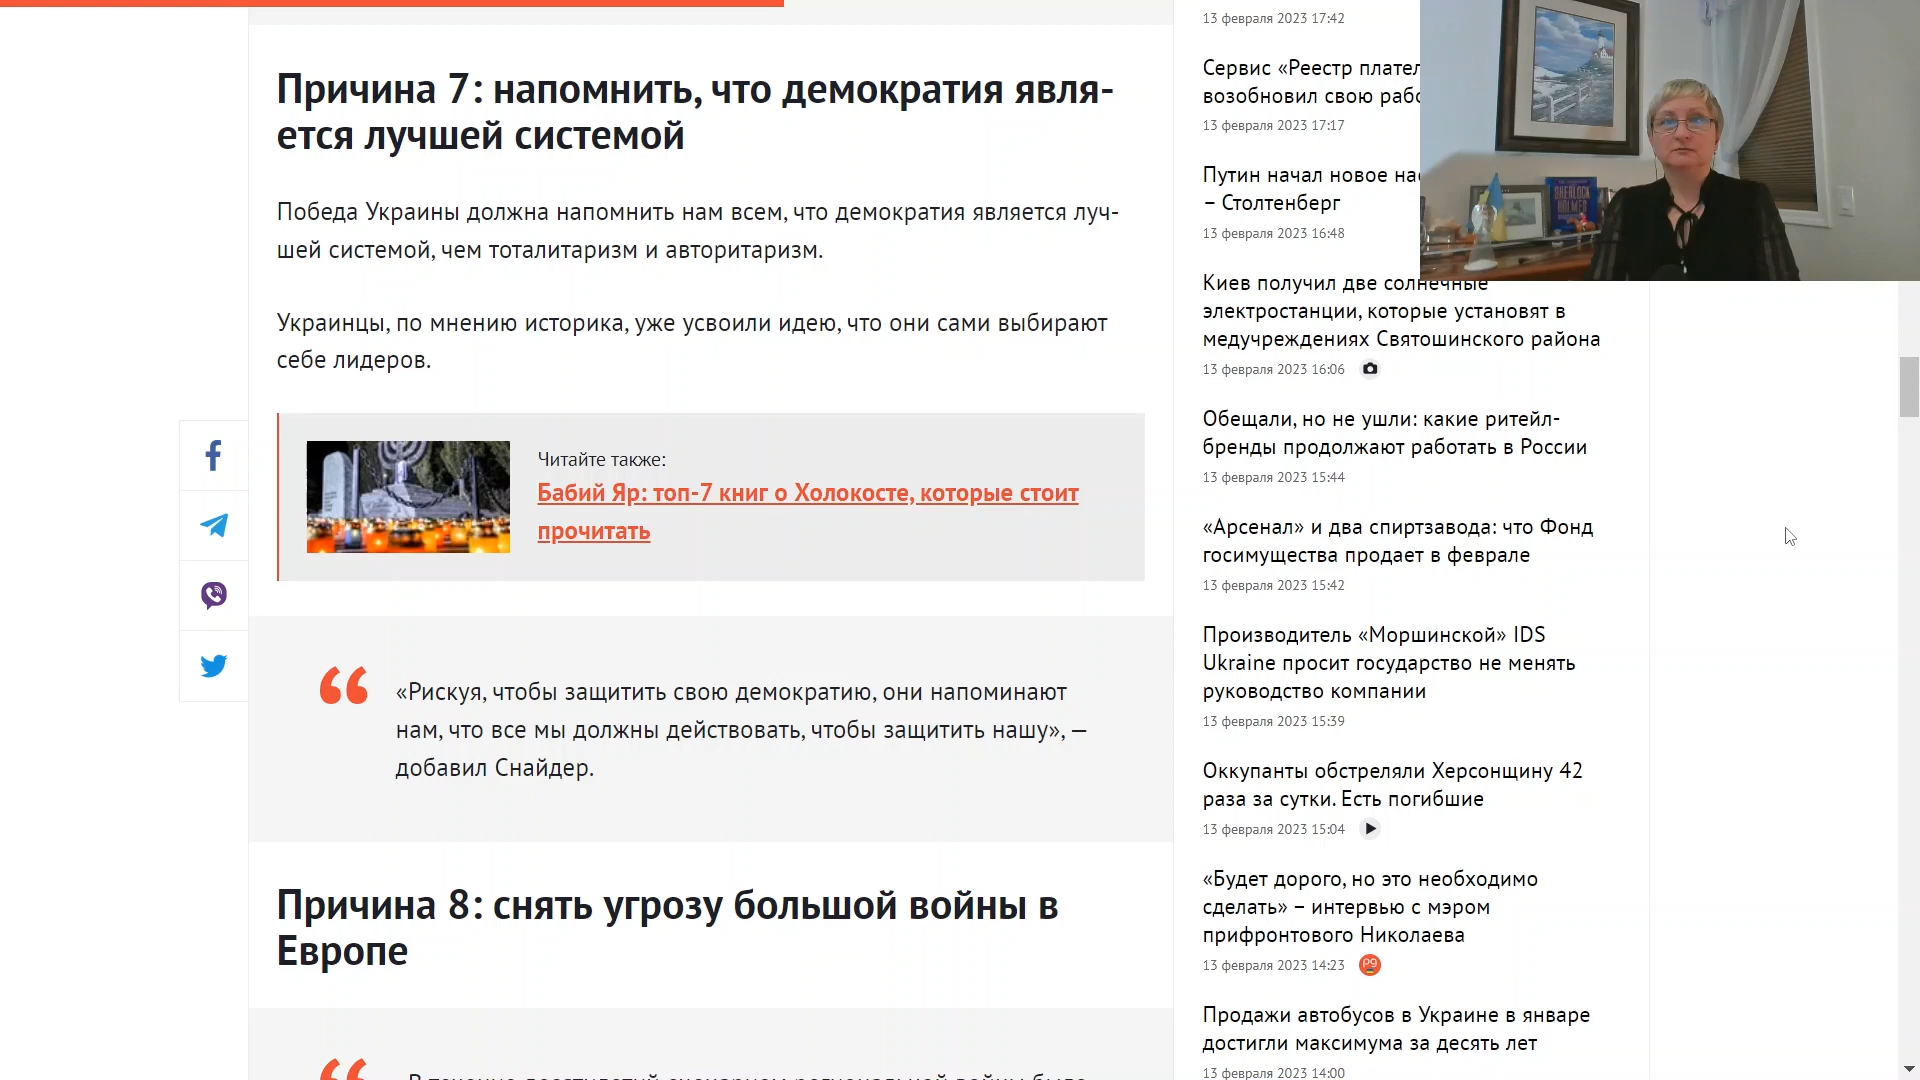 Причина 7: напомнить, что демократия явля-
ется лучшей системой
Победа Украины должна напомнить нам всем, что демократия является луч-
шей системой, чем тоталитаризм и авторитаризм.
Украинцы, по мнению историка, уже усвоили идею, что они сами выбирают
себе лидеров.
Читайте также:
Бабий Яр: топ-7 книг о Холокосте, которые стоит
прочитать
«Рискуя, чтобы защитить свою демократию, они напоминают
нам, что все мы должны действовать, чтобы защитить нашу», —
добавил Снайдер.
Причина 8: снять угрозу большой войны в
Европе
13 февраля 2023 17:42
Сервис «Реестр
возобновил свою
13 февраля 2023 17:17
Путин начал новое
– Столтенберг
13 февраля 2023 16:48
Киев получил две солнечные
электростанции, которые установят в
медучреждениях Святошинского района
13 февраля 2023 16:06
Обещали, но не ушли: какие ритейл-
бренды продолжают работать в России
13 февраля 2023 15:44
«Арсенал» и два спиртзавода: что Фонд
госимущества продает в феврале
13 февраля 2023 15:42
Производитель «Моршинской» IDS
Ukraine просит государство не менять
руководство компании
13 февраля 2023 15:39
Оккупанты обстреляли Херсонщину 42
раза за сутки. Есть погибшие
13 февраля 2023 15:04
«Будет дорого, но это необходимо
сделать» – интервью с мэром
прифронтового Николаева
13 февраля 2023 14:23
Продажи автобусов в Украине в январе
достигли максимума за десять лет
13 февраля 2023 14:00
SHERLOCK
HOLMES